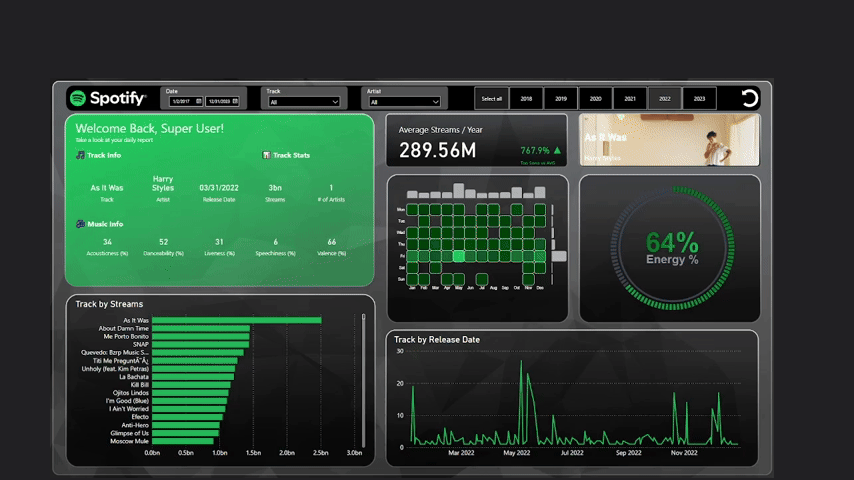 Spotify
Date
1/2/2017 12/31/2023
Track
All
Artist
All
Select all 2018 2019 2020 2021 2022 2023
Welcome Back, Super User!
Take a look at your daily report!
Track Info
Track Stats
As It Was
Harry Styles
03/31/2022
3bn
1
Track Artist Release Date Streams # of Artists
Music Info
34 52 31 6 66
Acousticness (%) Danceability (%) Liveness (%) Speechiness (%) Valence (%)
Average Streams / Year
289.56M
767.9% ▲
As It Was
Harry Styles
Mon
Tue
Wed
Thu
Fri
Sat
Sun
Jan Feb Mar Apr May Jun Jul Aug Sep Oct Nov Dec
64%
Energy %
Track by Streams
As It Was
About Damn Time
Me Porto Bonito
SNAP
Quevedo: Bzrp Music S...
Unholy (feat. Kim Petras)
La Bachata
Kill Bill
Ojitos Lindos
I'm Good (Blue)
I Ain't Worried
Efecto
Anti-Hero
Glimpse of Us
Moscow Mule
0.0bn 0.5bn 1.0bn 1.5bn 2.0bn 2.5bn 3.0bn
Track by Release Date
30
20
10
0
Mar 2022 May 2022 Jul 2022 Sep 2022 Nov 2022